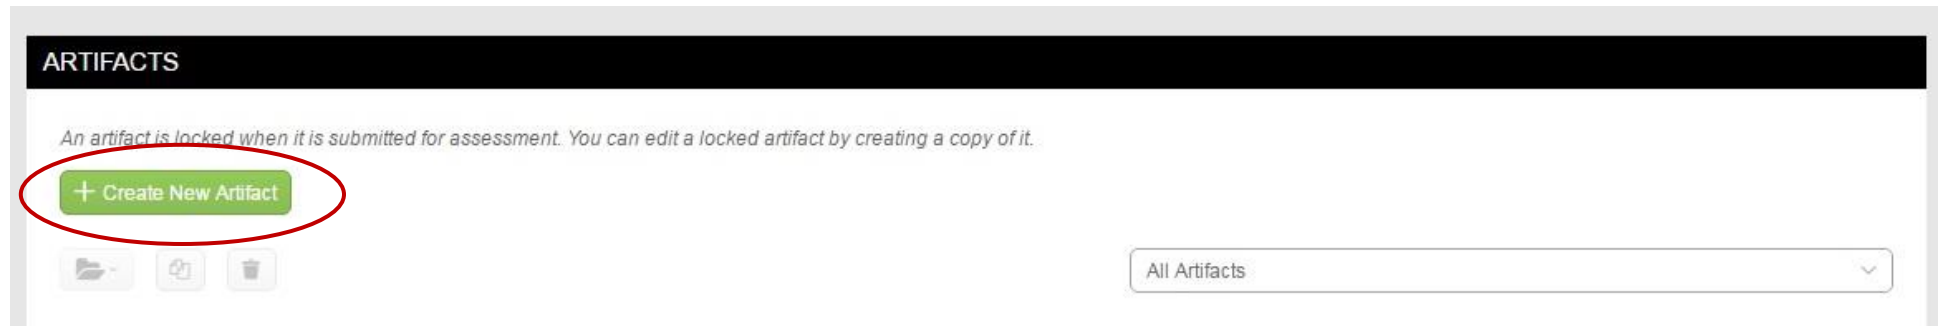 ARTIFACTS
An artifact is locked when it is submitted for assessment. You can edit a locked artifact by creating a copy of it.
+ Create New Artifact
All Artifacts